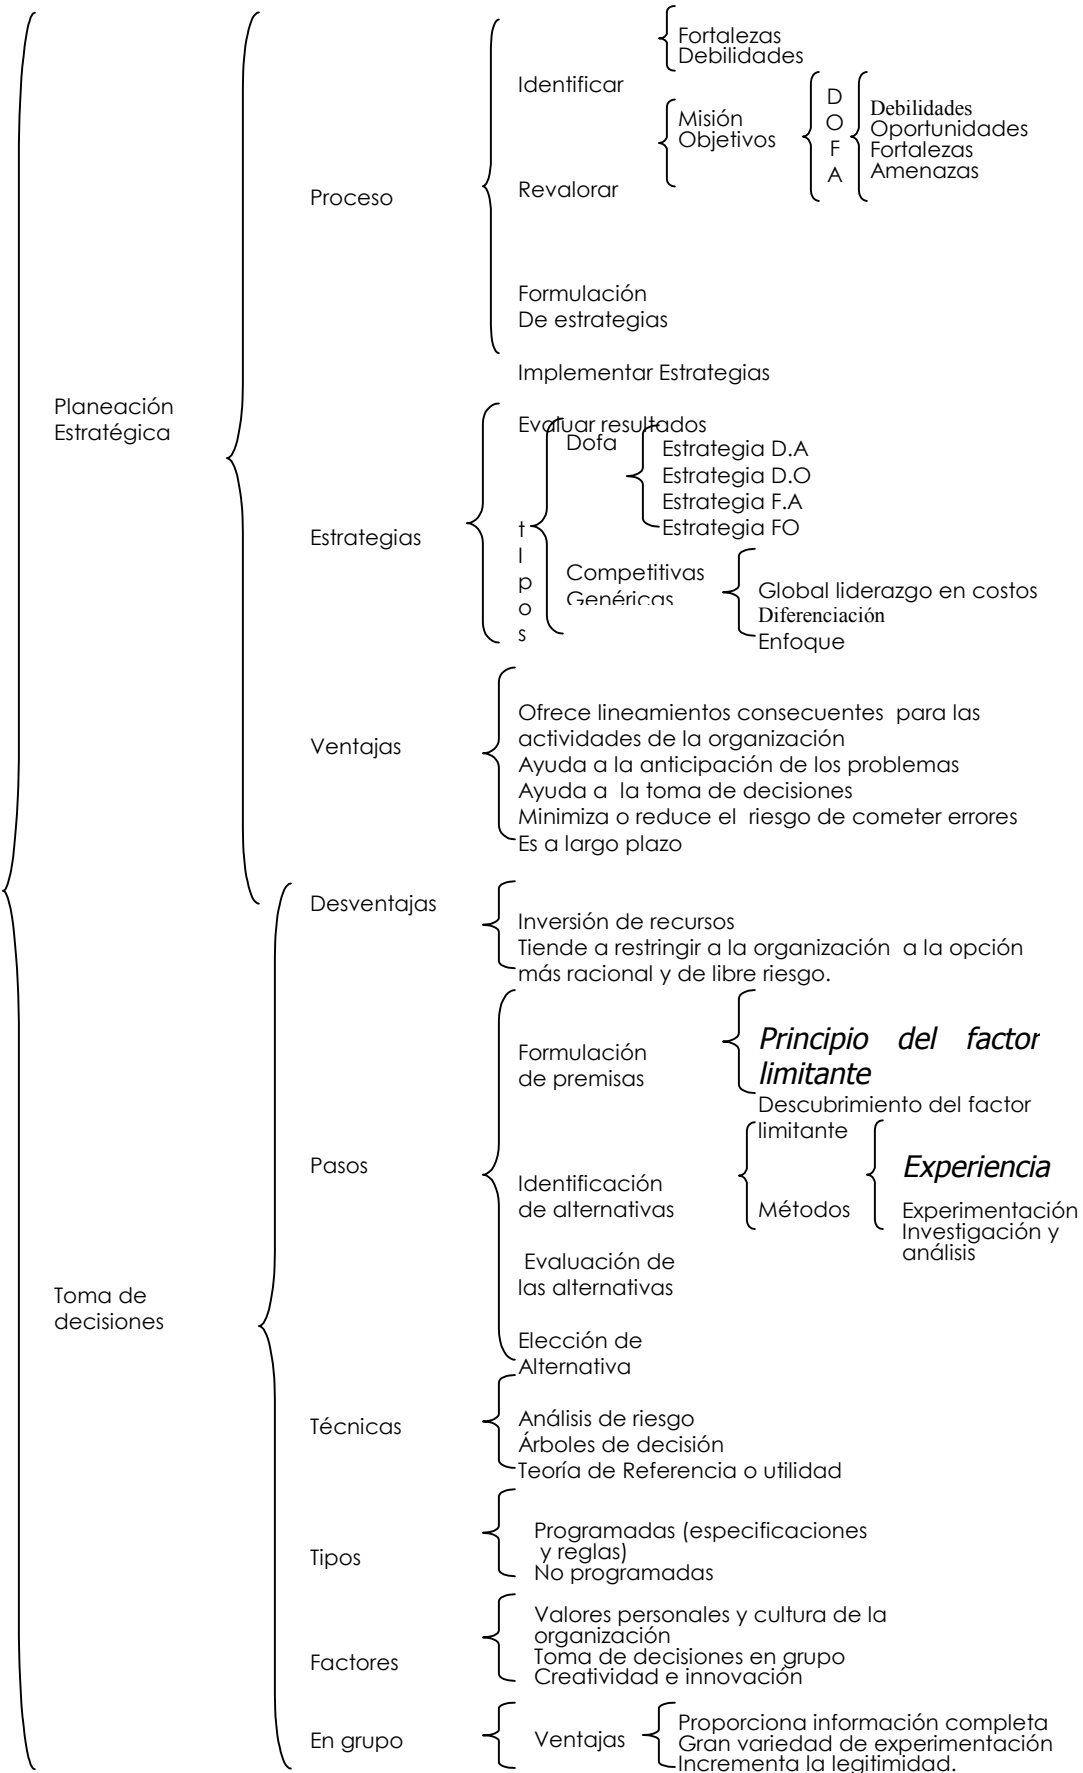 Fortalezas
Debilidades
Identificar
Misión
Objetivos
D
O
F
A
Debilidades
Oportunidades
Fortalezas
Amenazas
Proceso
Revalorar
Formulación
De estrategias
Implementar Estrategias
Planeación
Estratégica
Evaluar resultados
Dofa
Estrategia D.A
Estrategia D.O
Estrategia F.A
Estrategia FO
Estrategias
t
I
p
o
s
Competitivas
Genéricas
Global liderazgo en costos
Diferenciación
Enfoque
Ventajas
Ofrece lineamientos consecuentes para las
actividades de la organización
Ayuda a la anticipación de los problemas
Ayuda a la toma de decisiones
Minimiza o reduce el riesgo de cometer errores
Es a largo plazo
Desventajas
Inversión de recursos
Tiende a restringir a la organización a la opción
más racional y de libre riesgo.
Toma de
decisiones
Pasos
Formulación
de premisas
Principio del factor
limitante
Descubrimiento del factor
limitante
Identificación
de alternativas
Métodos
Experiencia
Experimentación
Investigación y
análisis
Evaluación de
las alternativas
Elección de
Alternativa
Técnicas
Análisis de riesgo
Árboles de decisión
Teoría de Referencia o utilidad
Tipos
Programadas (especificaciones
y reglas)
No programadas
Factores
Valores personales y cultura de la
organización
Toma de decisiones en grupo
Creatividad e innovación
En grupo
Ventajas
Proporciona información completa
Gran variedad de experimentación
Incrementa la legitimidad.